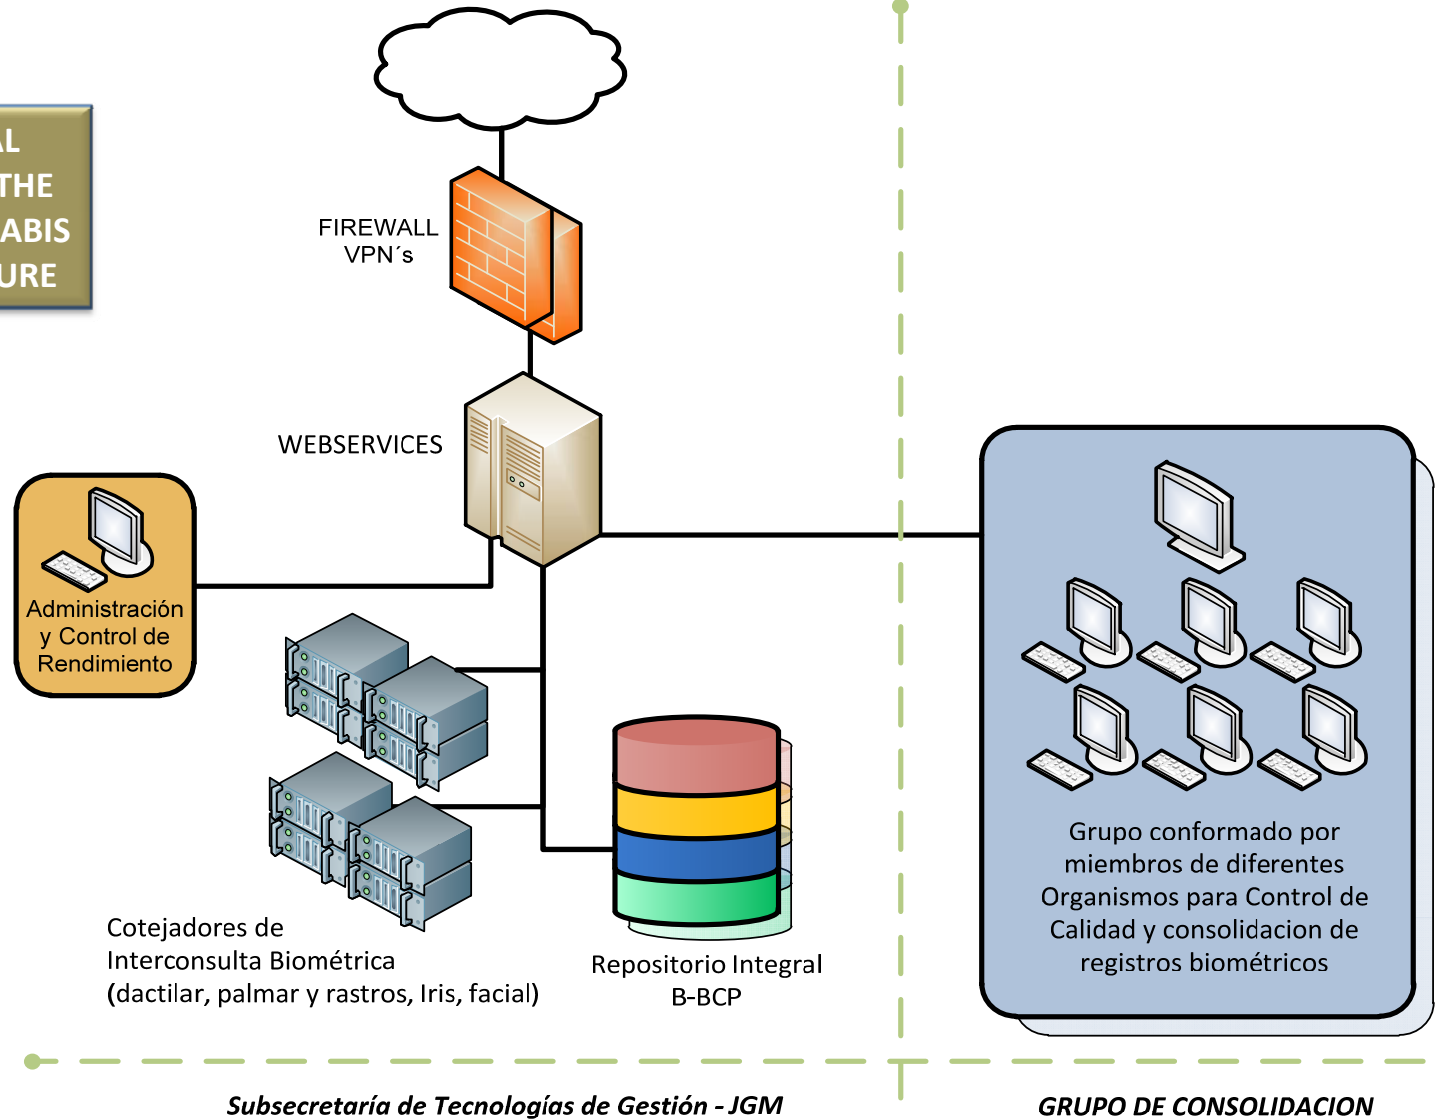 AL
THE
ABIS
URE
FIREWALL
VPN´s
WEBSERVICES
Administración
y Control de
Rendimiento
Cotejadores de
Interconsulta Biométrica
(dactilar, palmar y rastros, Iris, facial)
Repositorio Integral
B-BCP
Grupo conformado por
miembros de diferentes
Organismos para Control de
Calidad y consolidacion de
registros biométricos
Subsecretaría de Tecnologías de Gestión - JGM
GRUPO DE CONSOLIDACION